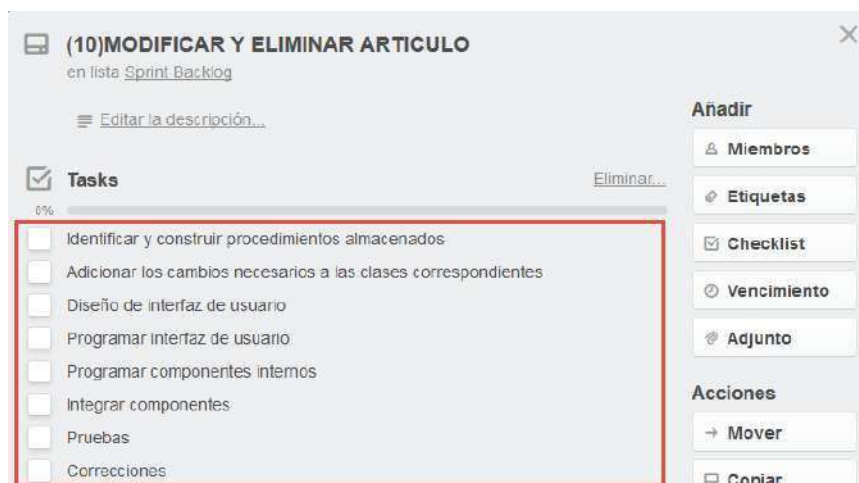 (10)MODIFICAR Y ELIMINAR ARTICULO
en lista Sprint Backlog
Editar la descripción...
Tasks
Eliminar...
0%
Identificar y construir procedimientos almacenados
Adicionar los cambios necesarios a las clases correspondientes
Diseño de interfaz de usuario
Programar interfaz de usuario
Programar componentes internos
Integrar componentes
Pruebas
Correcciones
Añadir
Miembros
Etiquetas
Checklist
Vencimiento
Adjunto
Acciones
Mover
Copiar